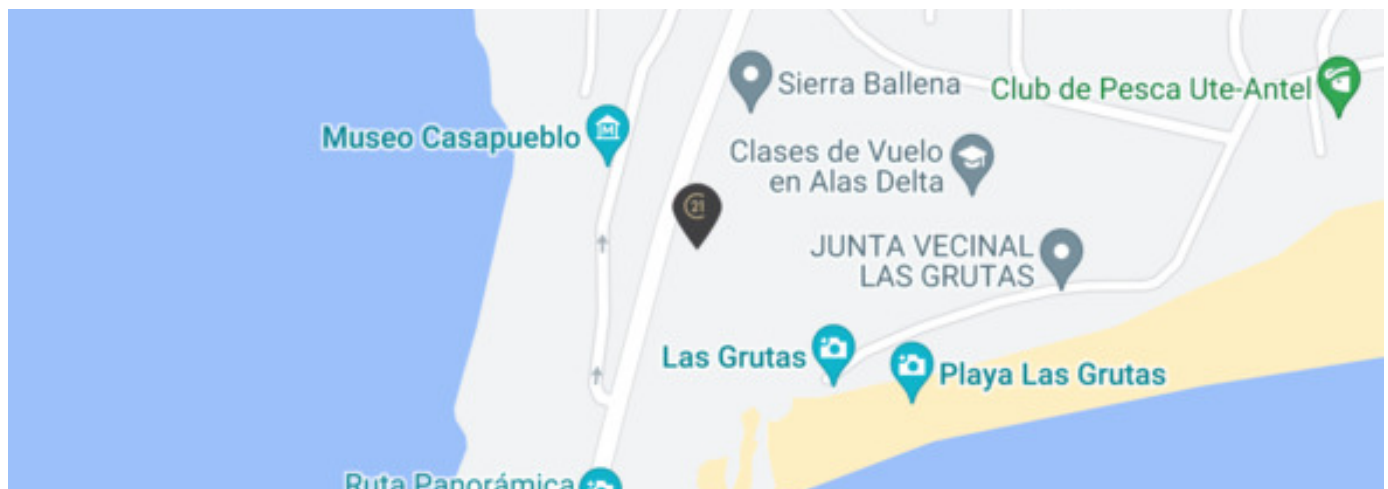 Sierra Ballena
Club de Pesca Ute-Antel
Museo Casapueblo
M
Clases de Vuelo
en Alas Delta
21
JUNTA VECINAL
LAS GRUTAS
Las Grutas
Playa Las Grutas
Ruta Panorámica